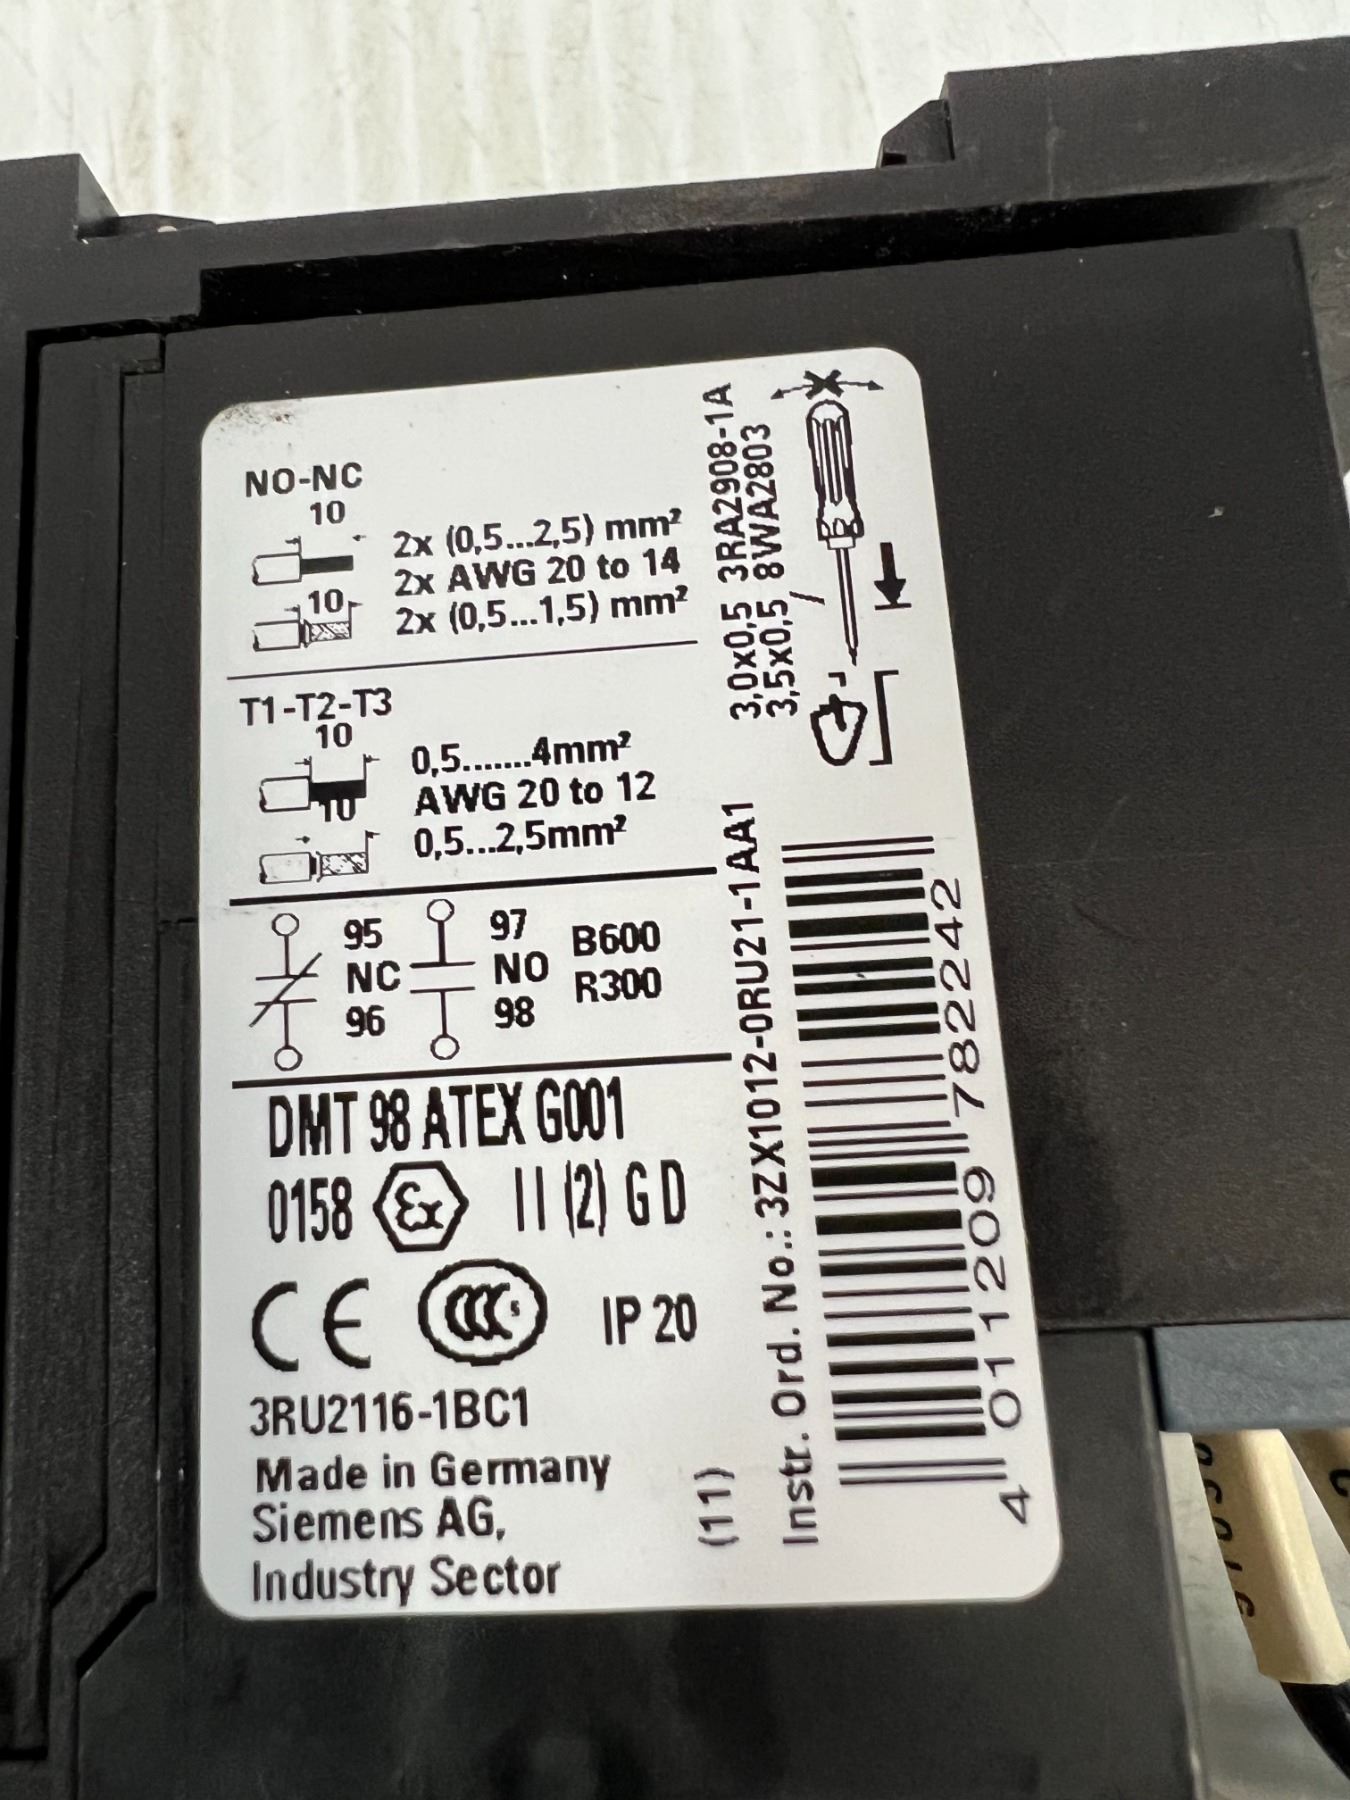 NO-NC
10
2x (0,5...2,5) mm²
2x AWG 20 to 14
10
2x (0,5...1,5) mm²
T1-T2-T3
10
0,5.......4mm²
AWG 20 to 12
10
0,5...2,5mm²
95
NC
96
97
NO
98
B600
R300
DMT 98 ATEX G001
0158 Ex II (2) G D
CE CCC S IP 20
3RU2116-1BC1
Made in Germany
Siemens AG,
Industry Sector
(11)
3,0x0,5 3RA2908-1A
3,5x0,5 / 8WA2803
Instr. Ord. No.: 3ZX1012-0RU21-1AA1
4 011209 782242